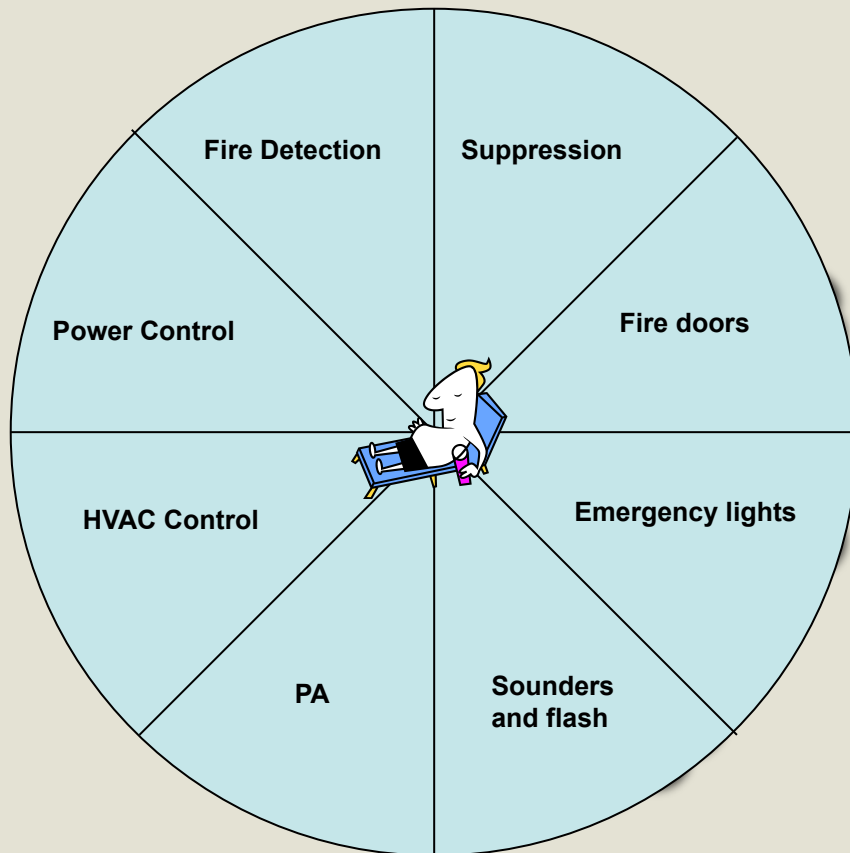 Fire Detection
Suppression
Power Control
Fire doors
HVAC Control
Emergency lights
PA
Sounders
and flash